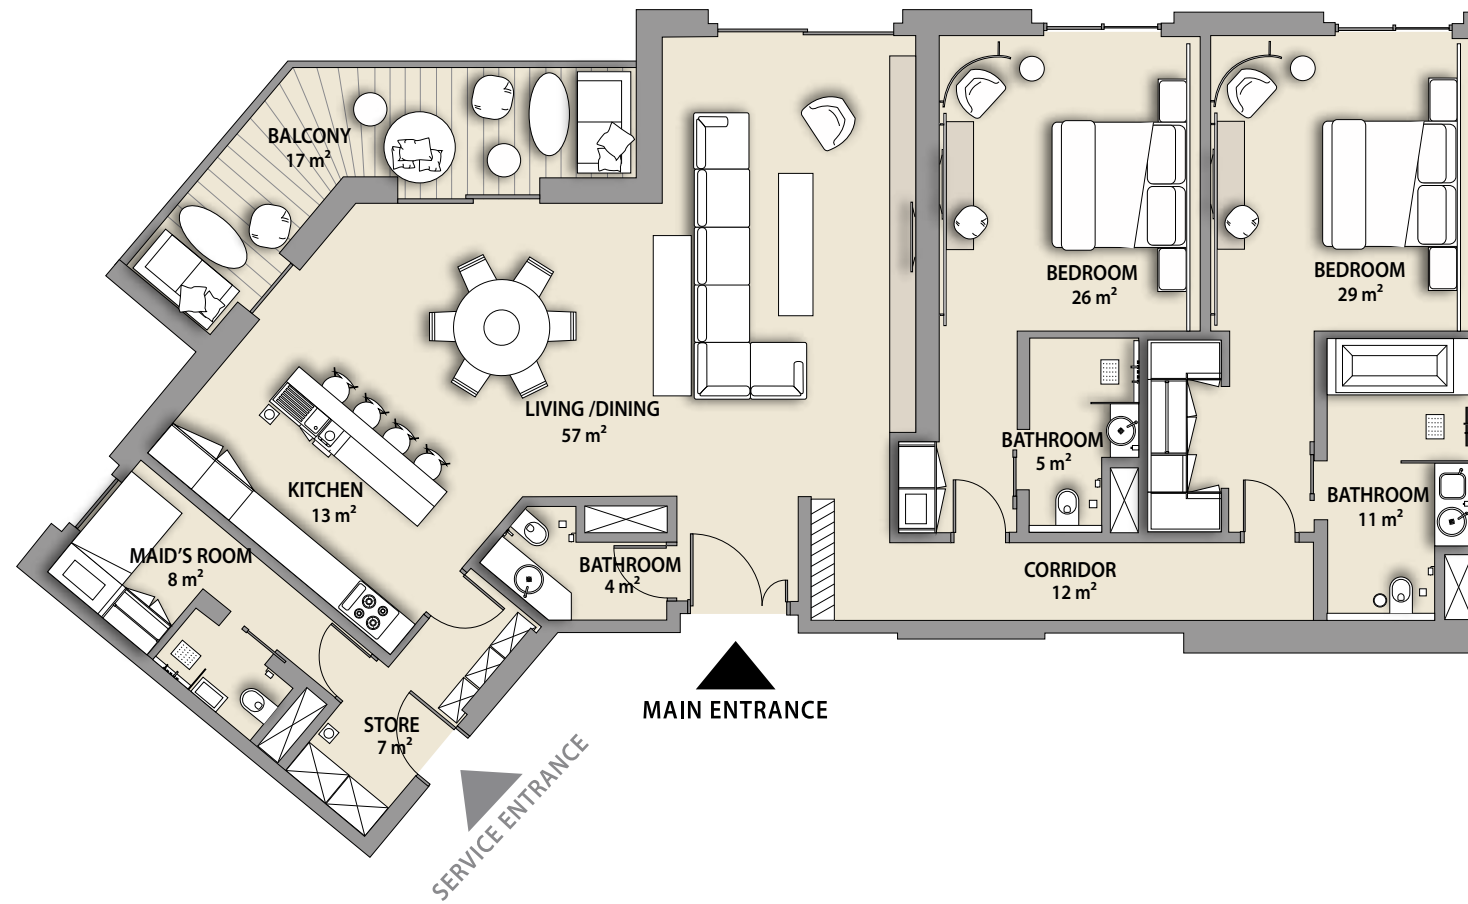 BALCONY
17 m²
BEDROOM
26 m²
BEDROOM
29 m²
LIVING /DINING
57 m²
BATHROOM
5 m²
KITCHEN
13 m²
BATHROOM
11 m²
MAID'S ROOM
8 m²
BATHROOM
4 m²
CORRIDOR
12 m²
MAIN ENTRANCE
STORE
7 m²
SERVICE ENTRANCE